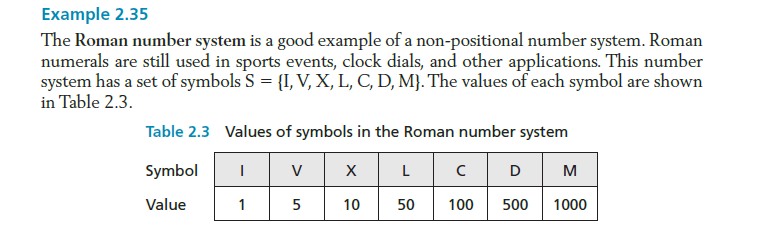 Example 2.35
The Roman number system is a good example of a non-positional number system. Roman
numerals are still used in sports events, clock dials, and other applications. This number
system has a set of symbols S = {I, V, X, L, C, D, M}. The values of each symbol are shown
in Table 2.3.
Table 2.3 Values of symbols in the Roman number system
Symbol I V X L C D M
Value 1 5 10 50 100 500 1000